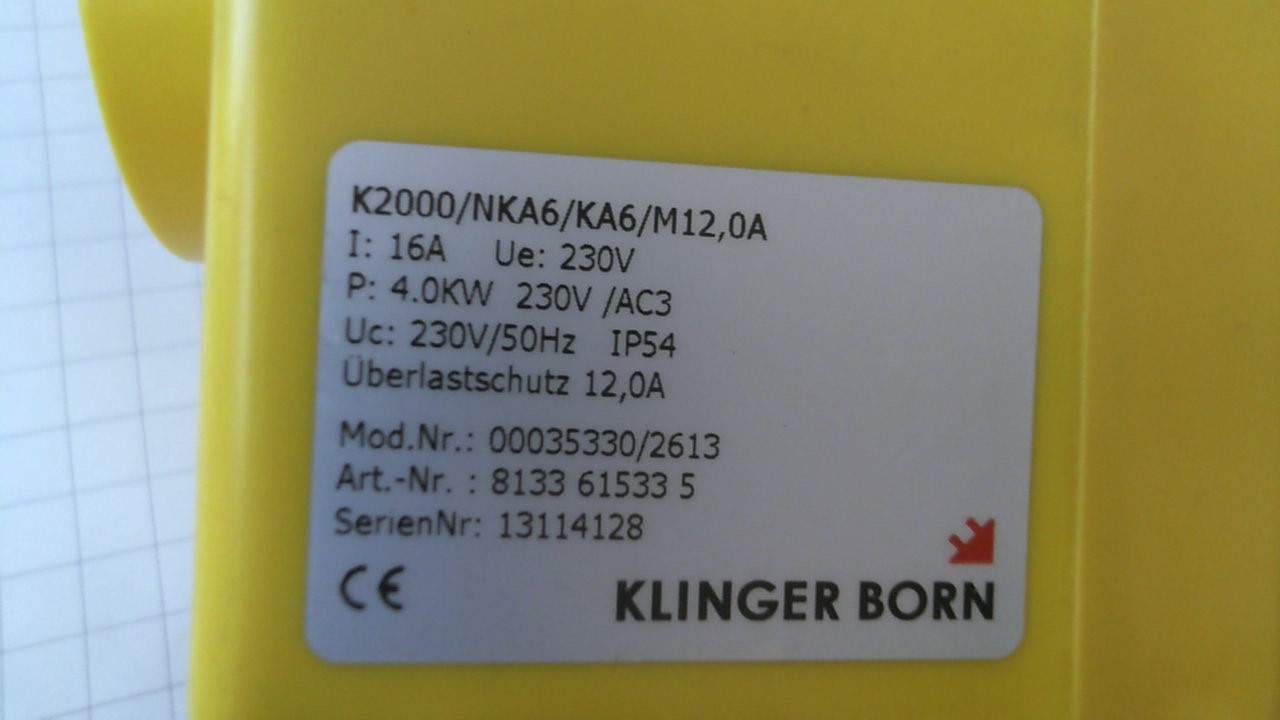 K2000/NKA6/KA6/M12,0A
I: 16A Ue: 230V
P: 4.0KW 230V /AC3
Uc: 230V/50Hz IP54
Überlastschutz 12,0A
Mod.Nr.: 00035330/2613
Art.-Nr. : 8133 61533 5
SerienNr: 13114128
CE
KLINGER BORN